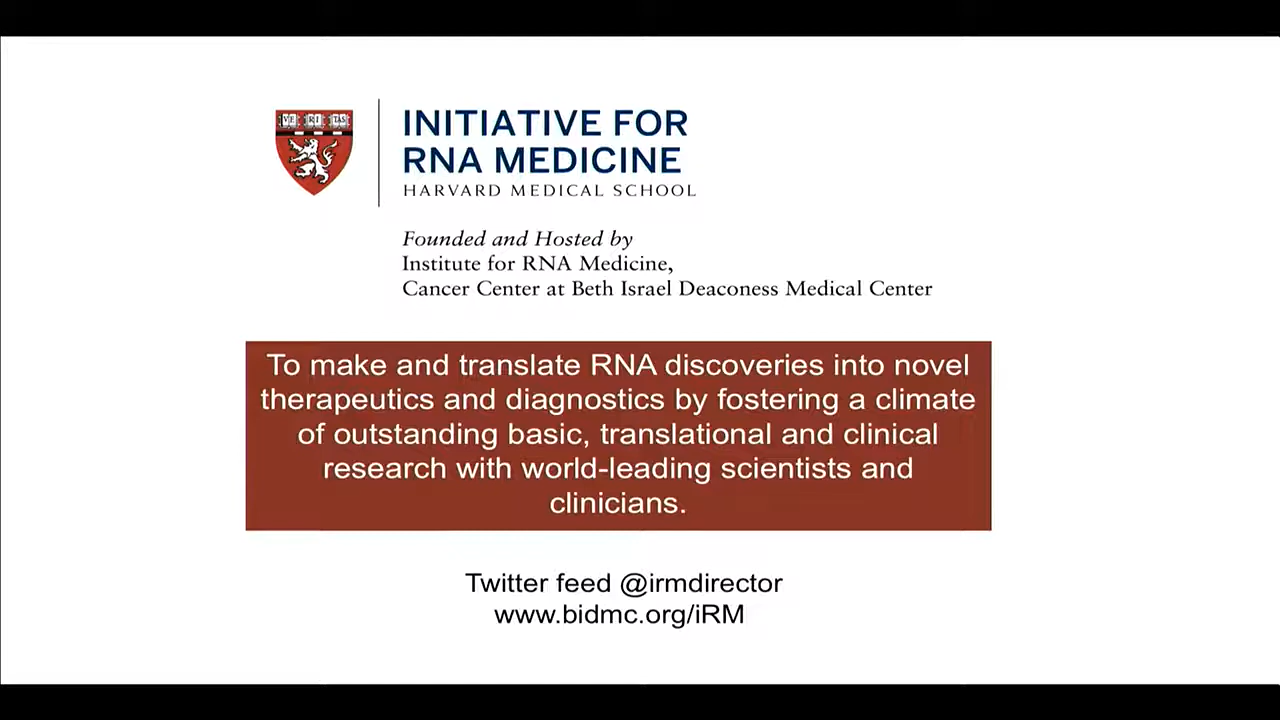 VE RI TAS
INITIATIVE FOR
RNA MEDICINE
HARVARD MEDICAL SCHOOL
Founded and Hosted by
Institute for RNA Medicine,
Cancer Center at Beth Israel Deaconess Medical Center
To make and translate RNA discoveries into novel
therapeutics and diagnostics by fostering a climate
of outstanding basic, translational and clinical
research with world-leading scientists and
clinicians.
Twitter feed @irmdirector
www.bidmc.org/iRM